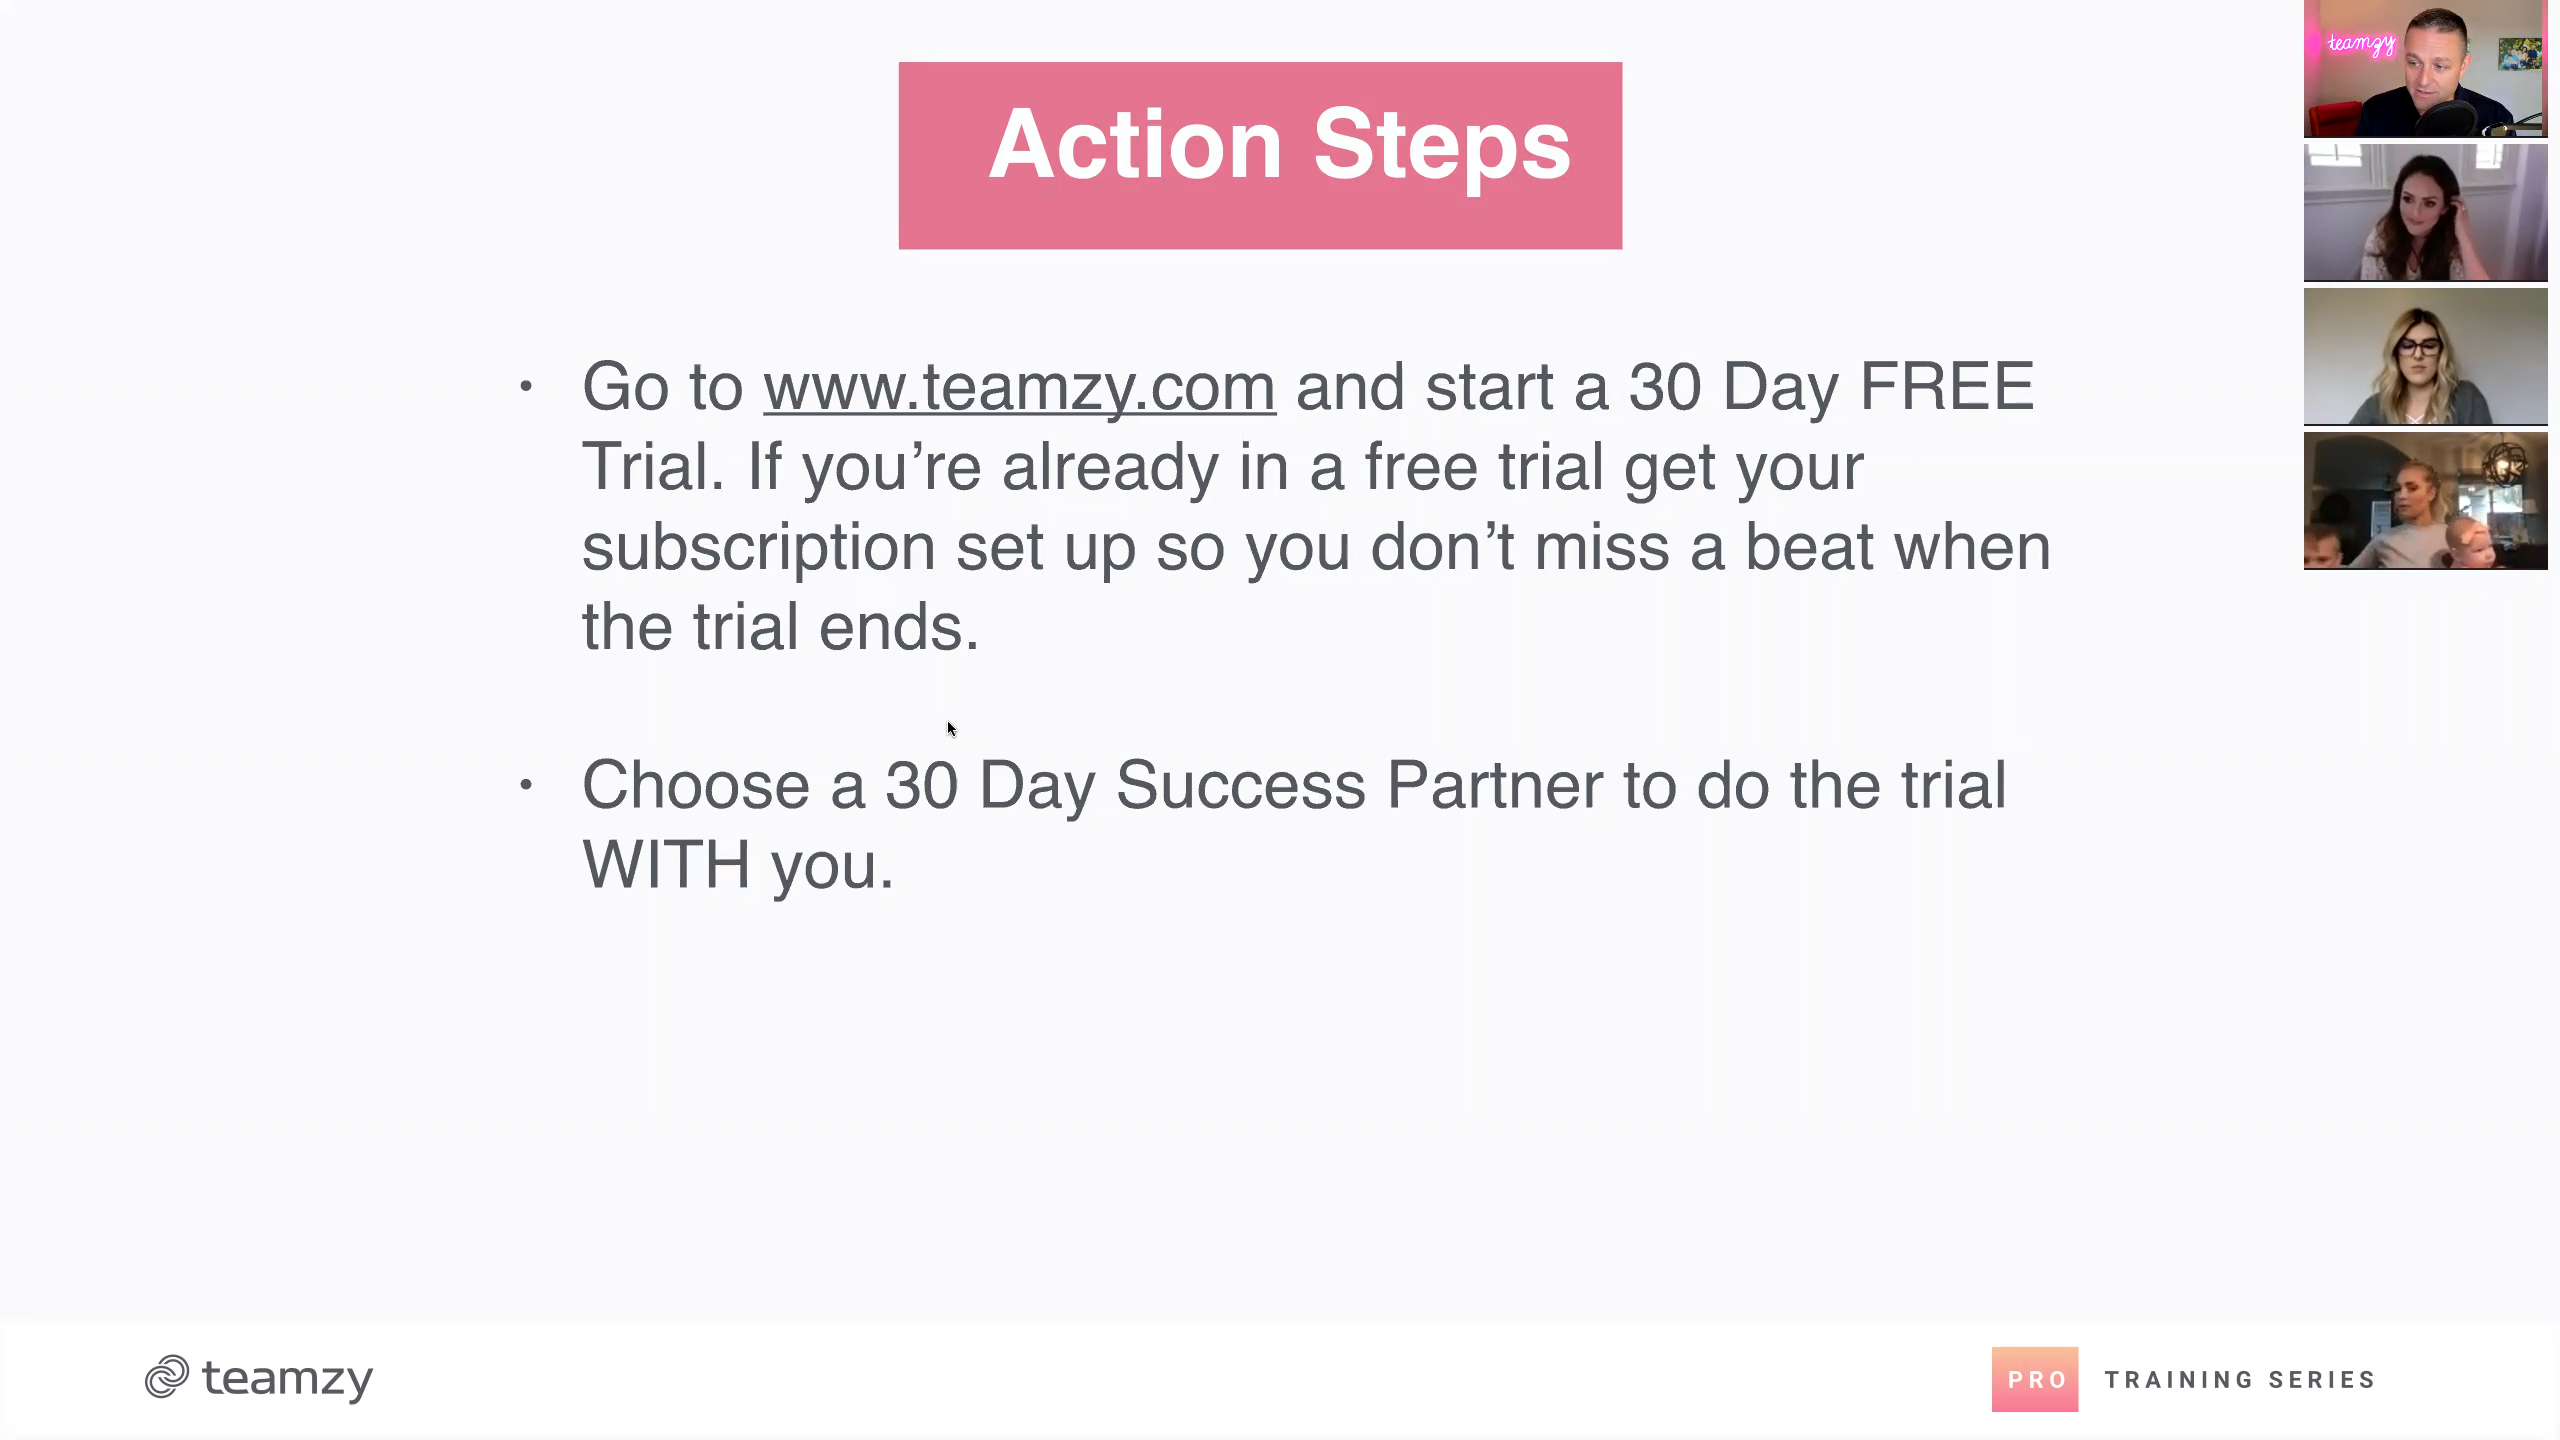 Action Steps
teamzy
• Go to www.teamzy.com and start a 30 Day FREE
Trial. If you’re already in a free trial get your
subscription set up so you don’t miss a beat when
the trial ends.
• Choose a 30 Day Success Partner to do the trial
WITH you.
teamzy
PRO TRAINING SERIES